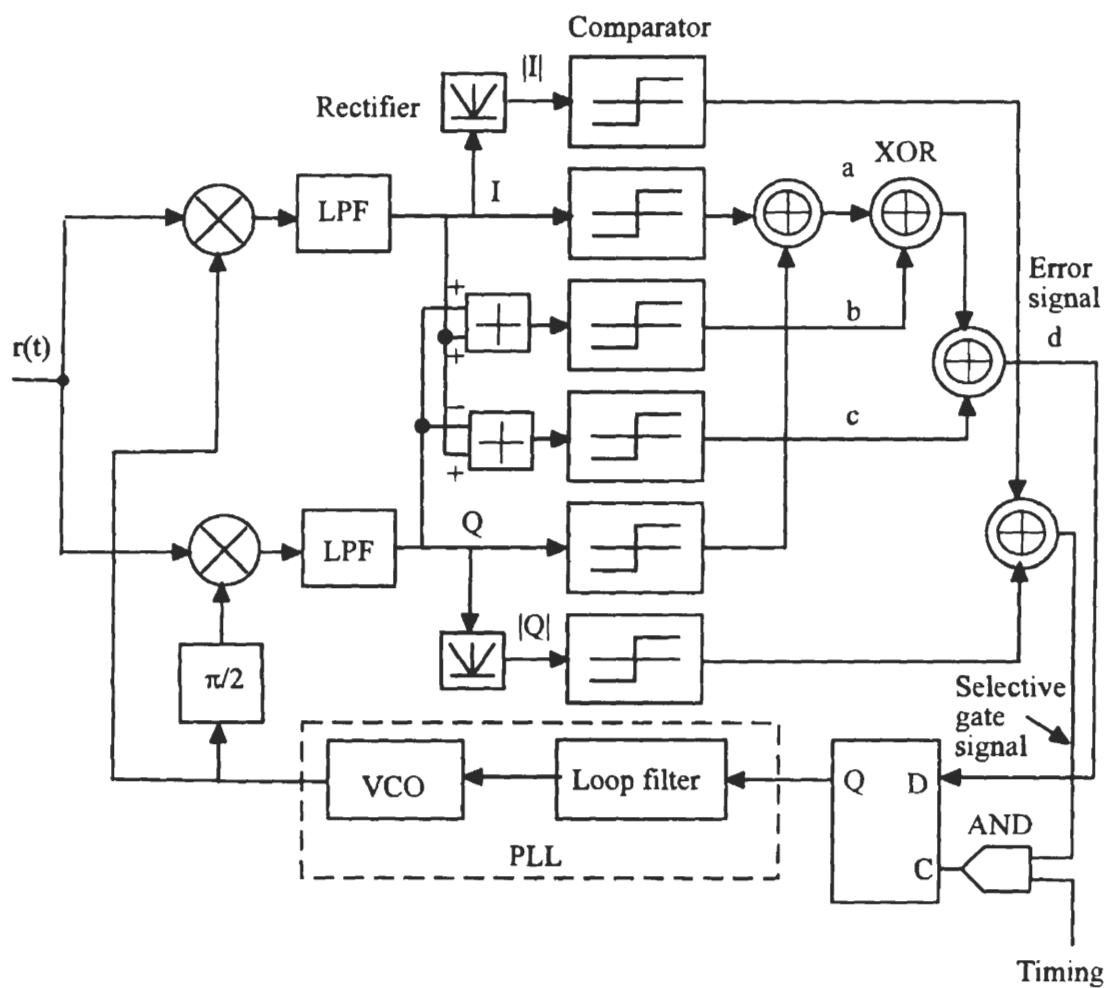 Comparator
|I|
Rectifier
a
XOR
LPF
I
+
Error
signal
b
d
r(t)
+
−
c
+
Q
LPF
|Q|
π/2
Selective
gate
signal
VCO
Loop filter
Q
D
AND
PLL
C
Timing